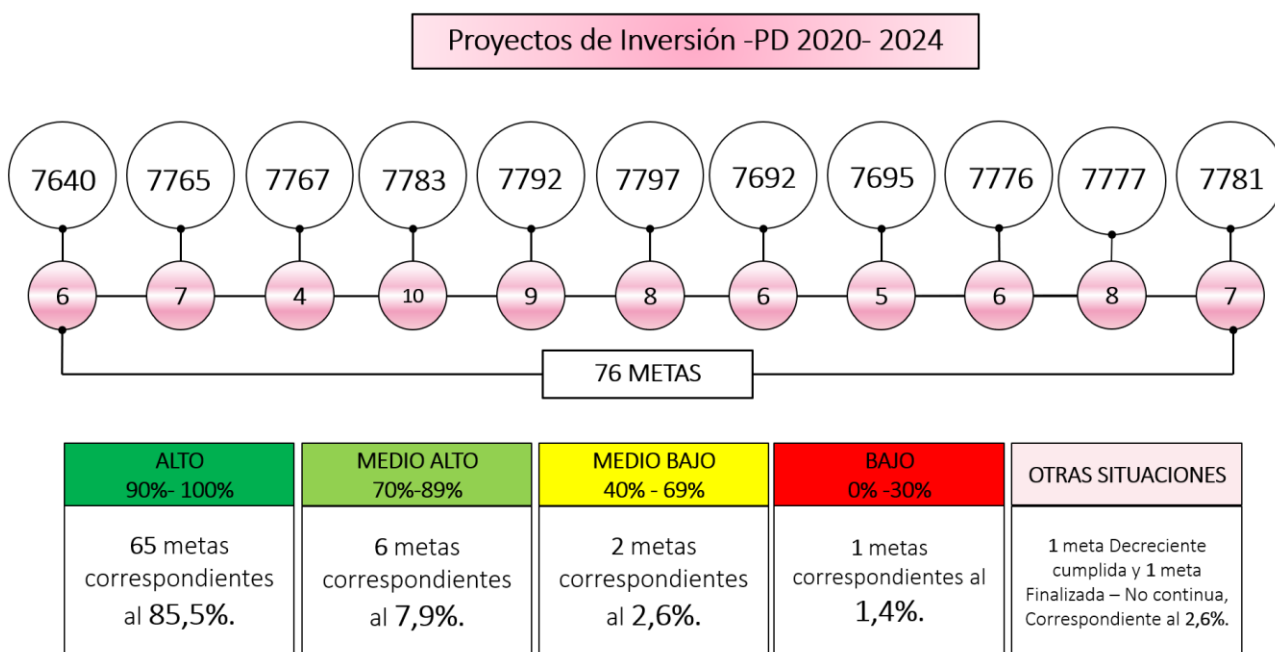 Proyectos de Inversión -PD 2020- 2024
7640
7765
7767
7783
7792
7797
7692
7695
7776
7777
7781
6
7
4
10
9
8
6
5
6
8
7
76 METAS
ALTO
90%- 100%
65 metas
correspondientes
al 85,5%.
MEDIO ALTO
70%-89%
6 metas
correspondientes
al 7,9%.
MEDIO BAJO
40% - 69%
2 metas
correspondientes
al 2,6%.
BAJO
0% -30%
1 metas
correspondientes al
1,4%.
OTRAS SITUACIONES
1 meta Decreciente
cumplida y 1 meta
Finalizada – No continua,
Correspondiente al 2,6%.